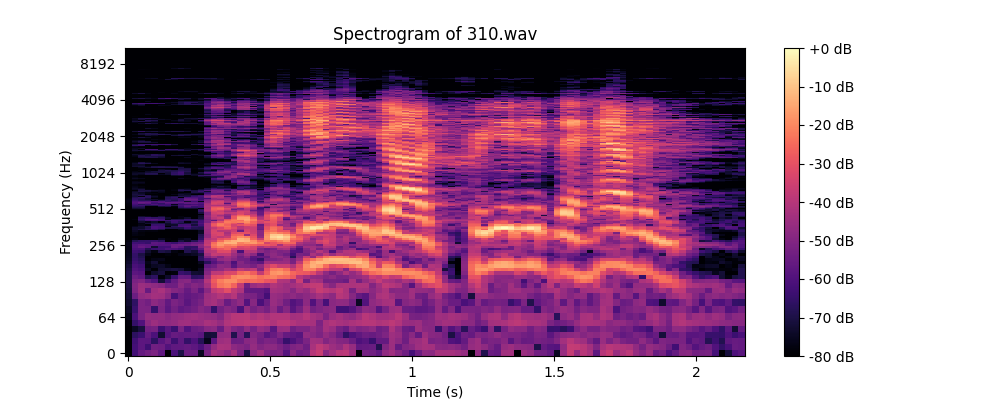 Spectrogram of 310.wav
Frequency (Hz)
8192
4096
2048
1024
512
256
128
64
0
0
0.5
1
1.5
2
Time (s)
+0 dB
-10 dB
-20 dB
-30 dB
-40 dB
-50 dB
-60 dB
-70 dB
-80 dB